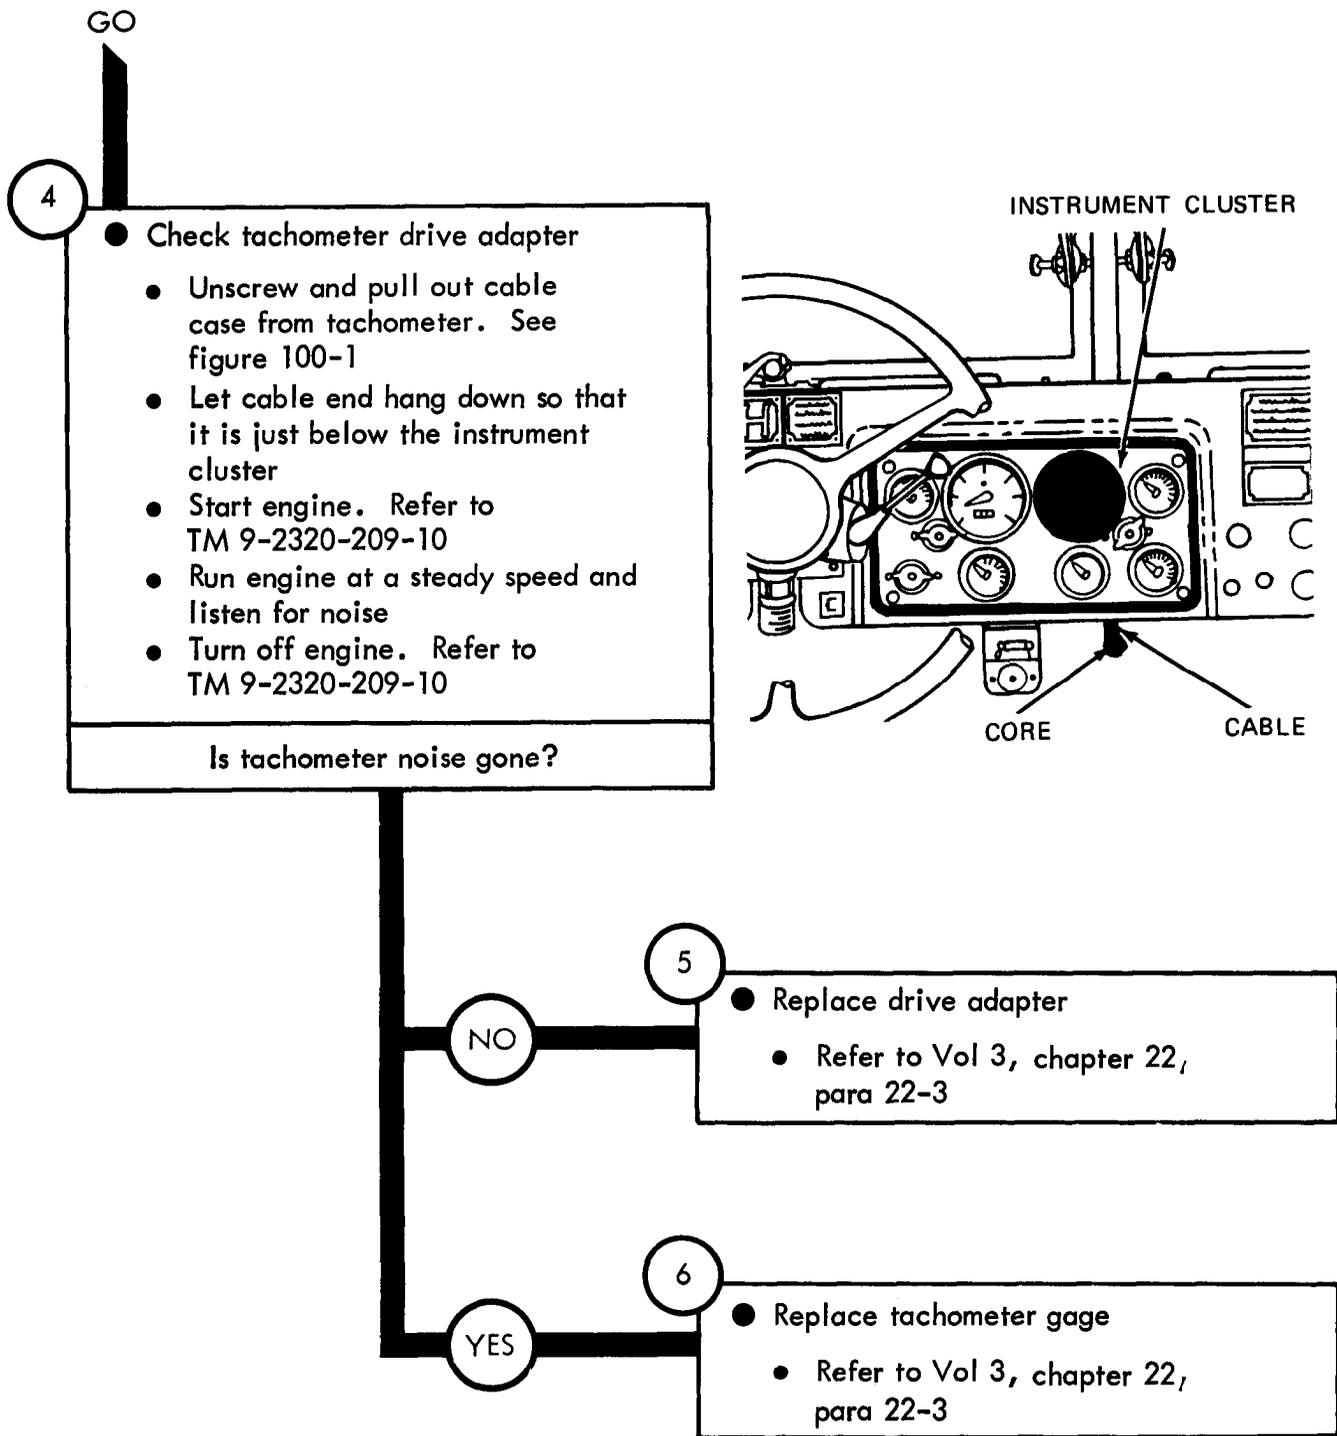 GO
4
● Check tachometer drive adapter
● Unscrew and pull out cable
case from tachometer. See
figure 100-1
● Let cable end hang down so that
it is just below the instrument
cluster
● Start engine. Refer to
TM 9-2320-209-10
● Run engine at a steady speed and
listen for noise
● Turn off engine. Refer to
TM 9-2320-209-10
Is tachometer noise gone?
INSTRUMENT CLUSTER
C
CORE
CABLE
NO
5
● Replace drive adapter
● Refer to Vol 3, chapter 22,
para 22-3
YES
6
● Replace tachometer gage
● Refer to Vol 3, chapter 22,
para 22-3